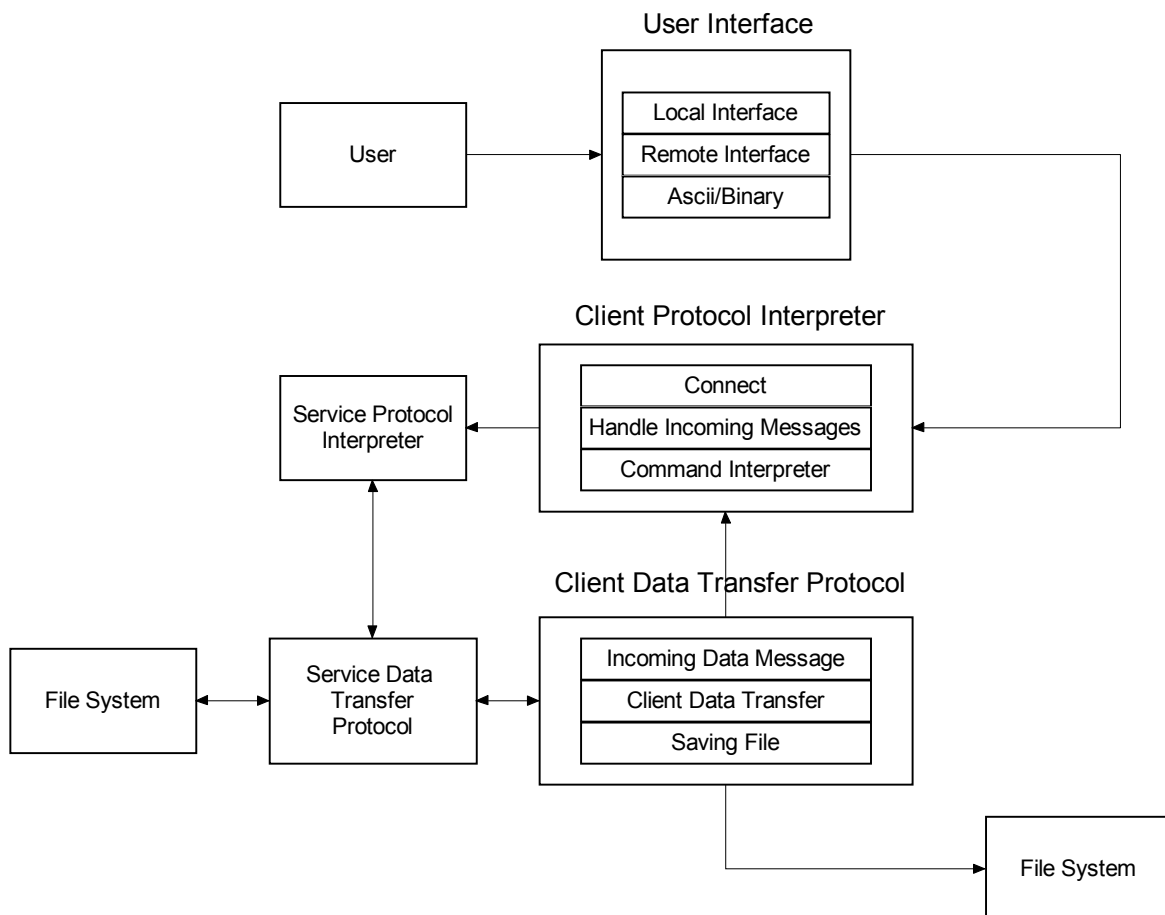 User Interface
User
Local Interface
Remote Interface
Ascii/Binary
Client Protocol Interpreter
Service Protocol
Interpreter
Connect
Handle Incoming Messages
Command Interpreter
Client Data Transfer Protocol
File System
Service Data
Transfer
Protocol
Incoming Data Message
Client Data Transfer
Saving File
File System